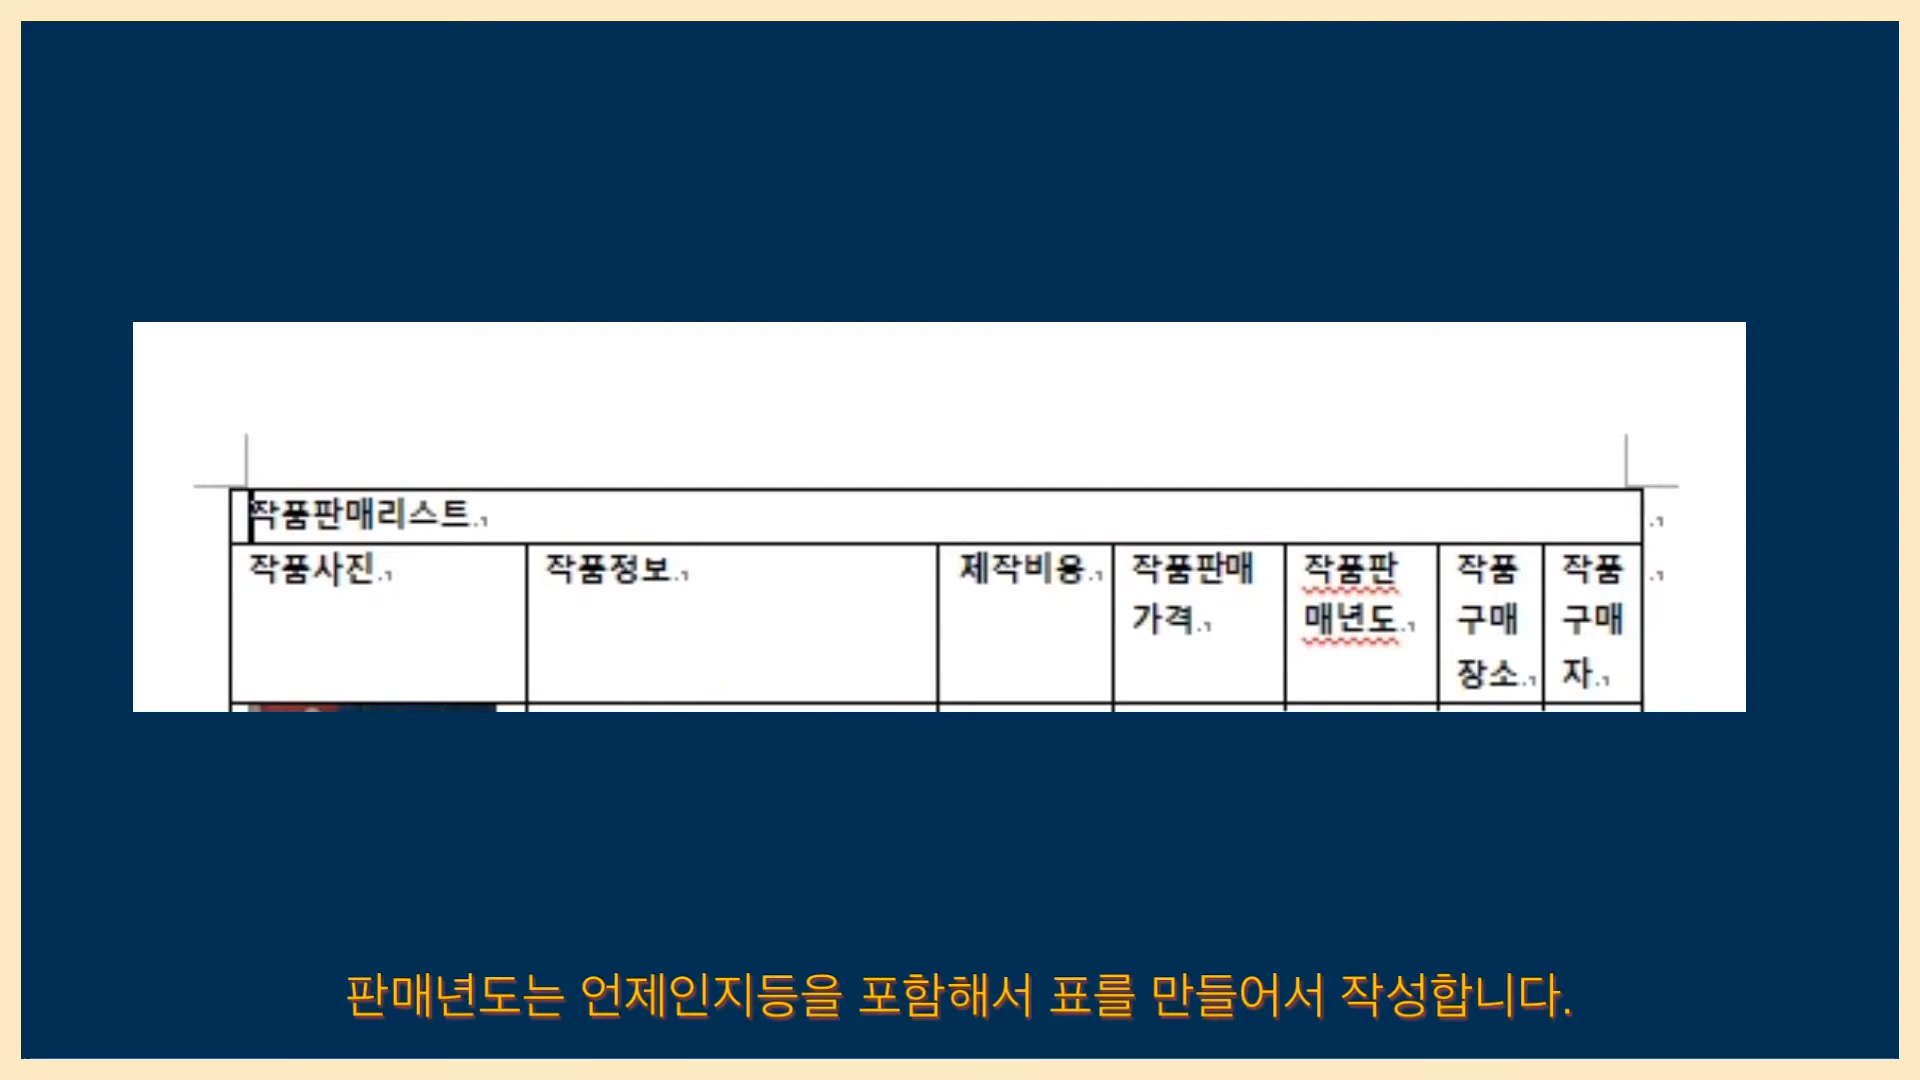 작품판매리스트
작품사진
작품정보
제작비용
작품판매
가격
작품판
매년도
작품
구매
장소
작품
구매
자
판매년도는 언제인지등을 포함해서 표를 만들어서 작성합니다.